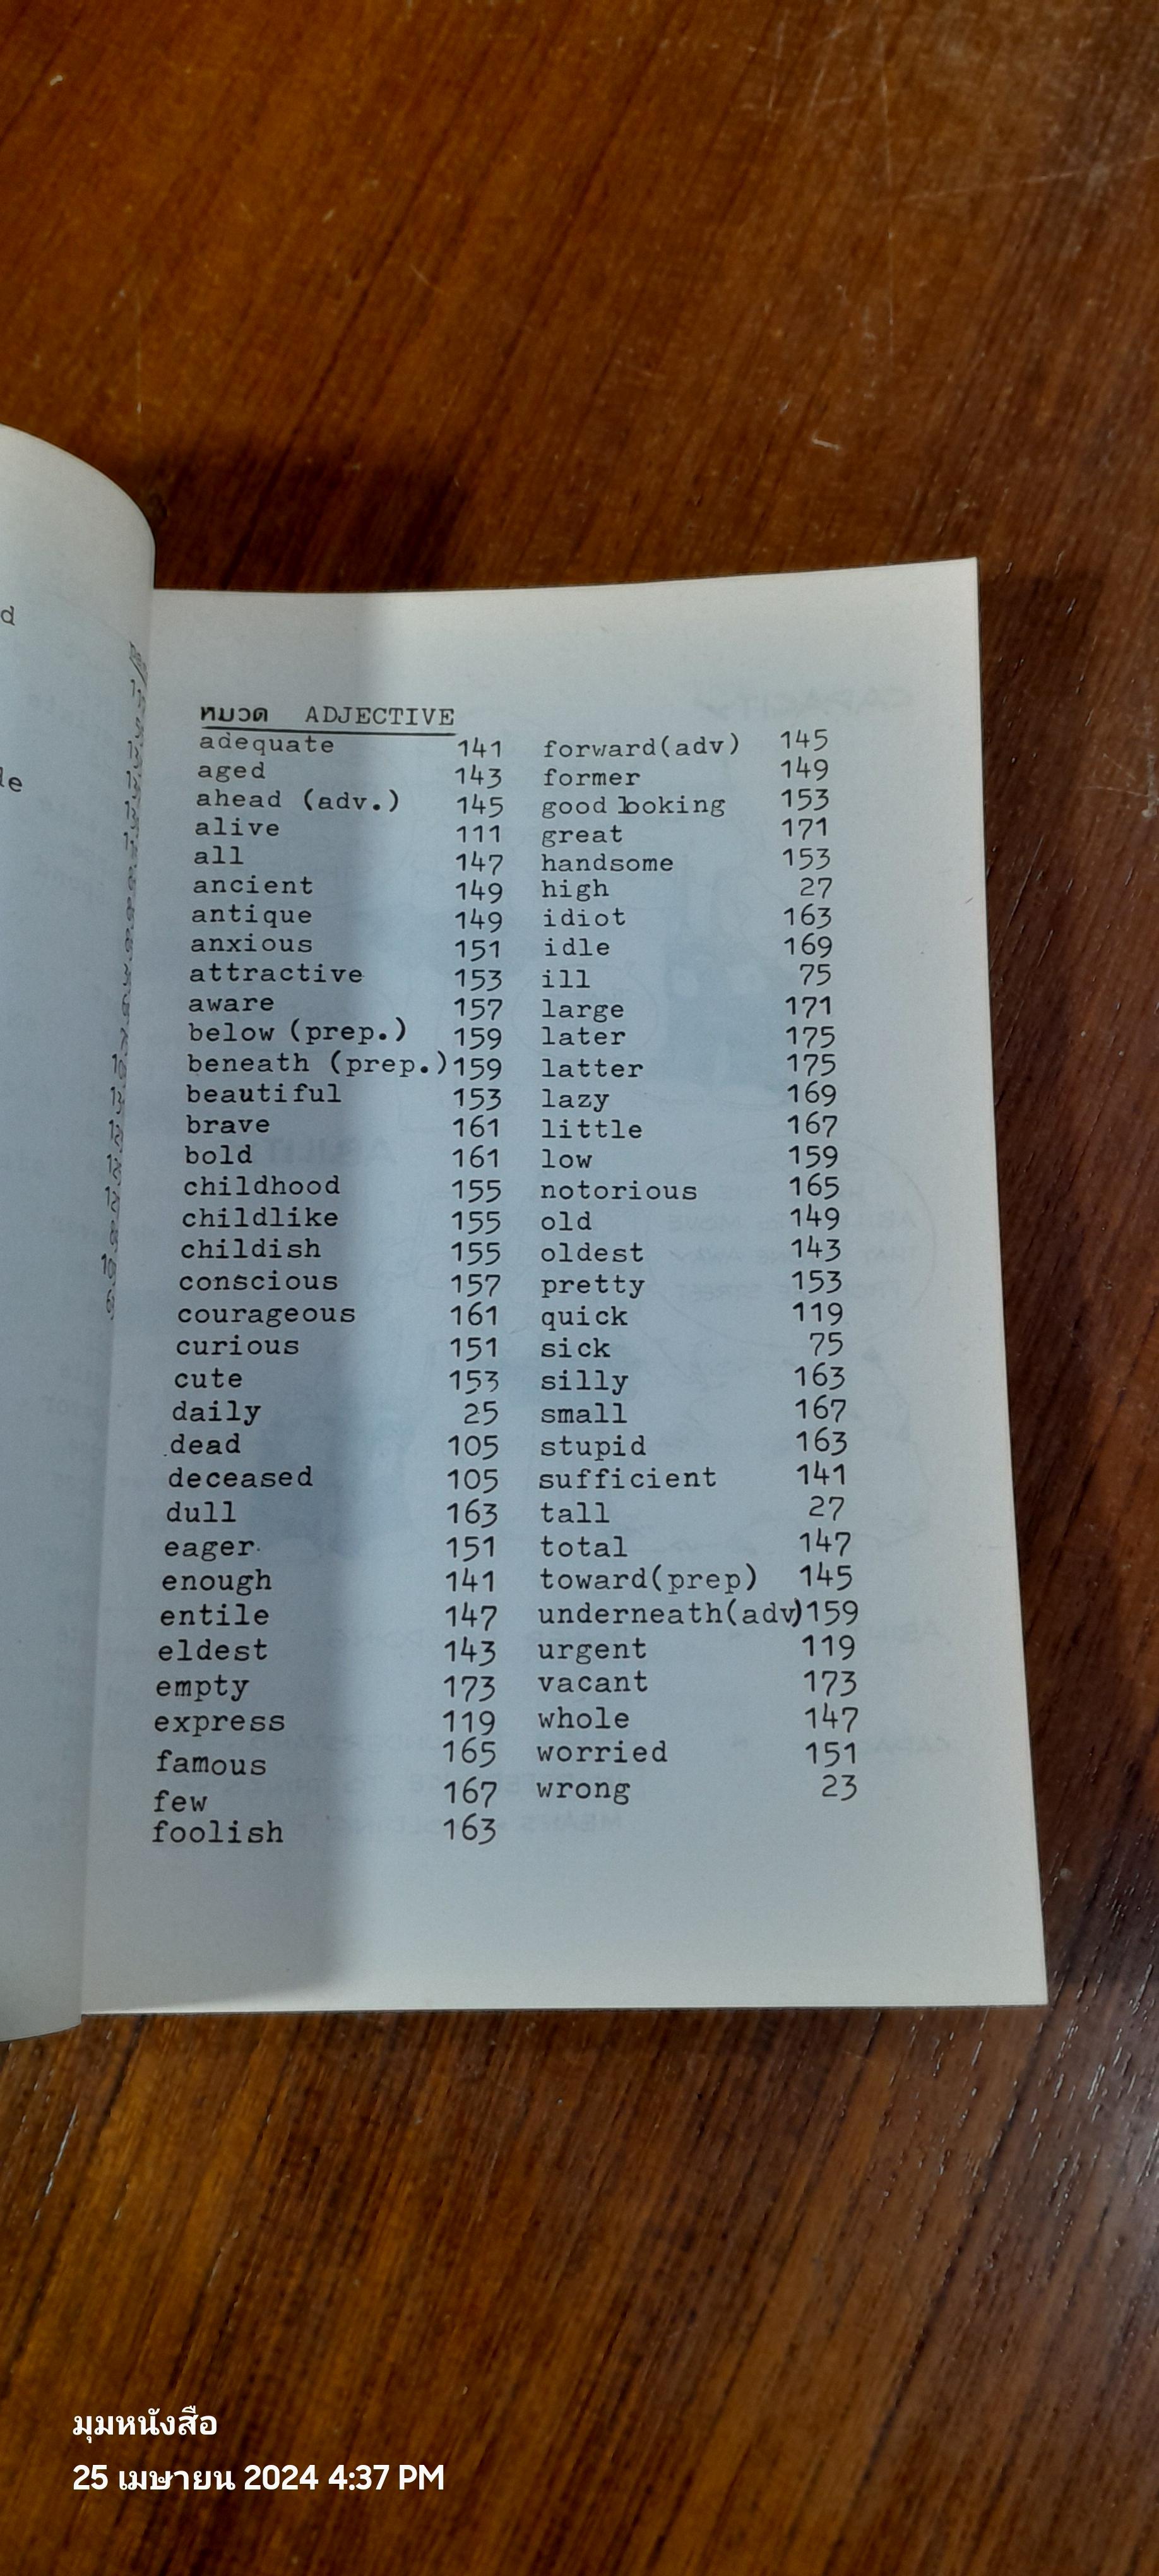 d
le
หมวด ADJECTIVE
adequate 141
aged 143
ahead (adv.) 145
alive 111
all 147
ancient 149
antique 149
anxious 151
attractive 153
aware 157
below (prep.) 159
beneath (prep.) 159
beautiful 153
brave 161
bold 161
childhood 155
childlike 155
childish 155
conscious 157
courageous 161
curious 151
cute 153
daily 25
dead 105
deceased 105
dull 163
eager 151
enough 141
entile 147
eldest 143
empty 173
express 119
famous 165
few 167
foolish 163
forward(adv) 145
former 149
good looking 153
great 171
handsome 153
high 27
idiot 163
idle 169
ill 75
large 171
later 175
latter 175
lazy 169
little 167
low 159
notorious 165
old 149
oldest 143
pretty 153
quick 119
sick 75
silly 163
small 167
stupid 163
sufficient 141
tall 27
total 147
toward(prep) 145
underneath(adv)159
urgent 119
vacant 173
whole 147
worried 151
wrong 23
มุมหนังสือ
25 เมษายน 2024 4:37 PM